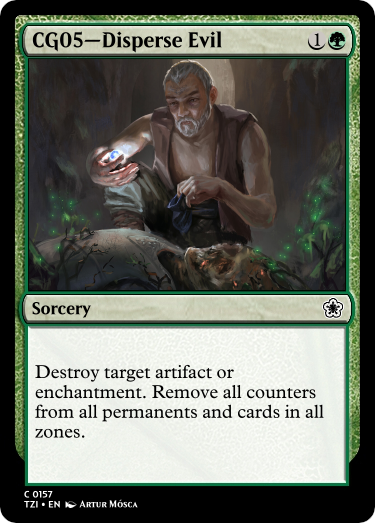 CG05—Disperse Evil 1
Sorcery
Destroy target artifact or
enchantment. Remove all counters
from all permanents and cards in all
zones.
C 0157
TZI • EN Artur Mósca